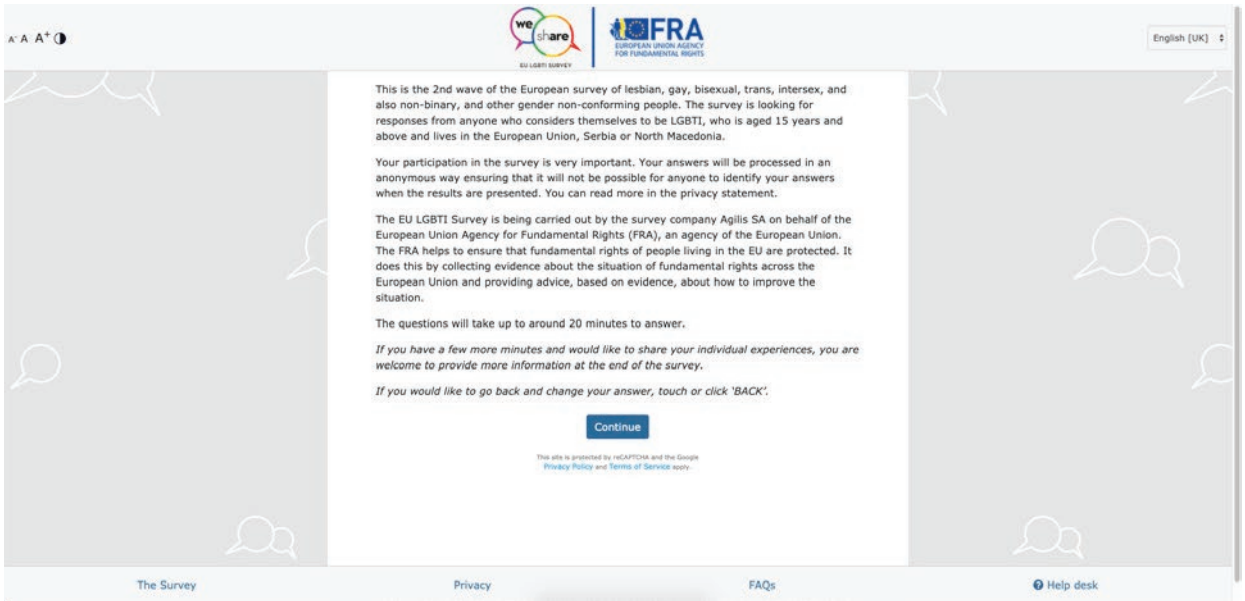 A- A A+
we
share
EU LGBTI SURVEY
FRA
EUROPEAN UNION AGENCY
FOR FUNDAMENTAL RIGHTS
English [UK]
This is the 2nd wave of the European survey of lesbian, gay, bisexual, trans, intersex, and
also non-binary, and other gender non-conforming people. The survey is looking for
responses from anyone who considers themselves to be LGBTI, who is aged 15 years and
above and lives in the European Union, Serbia or North Macedonia.
Your participation in the survey is very important. Your answers will be processed in an
anonymous way ensuring that it will not be possible for anyone to identify your answers
when the results are presented. You can read more in the privacy statement.
The EU LGBTI Survey is being carried out by the survey company Agilis SA on behalf of the
European Union Agency for Fundamental Rights (FRA), an agency of the European Union.
The FRA helps to ensure that fundamental rights of people living in the EU are protected. It
does this by collecting evidence about the situation of fundamental rights across the
European Union and providing advice, based on evidence, about how to improve the
situation.
The questions will take up to around 20 minutes to answer.
If you have a few more minutes and would like to share your individual experiences, you are
welcome to provide more information at the end of the survey.
If you would like to go back and change your answer, touch or click ‘BACK’.
Continue
This site is protected by reCAPTCHA and the Google
Privacy Policy and Terms of Service apply.
The Survey
Privacy
FAQs
Help desk